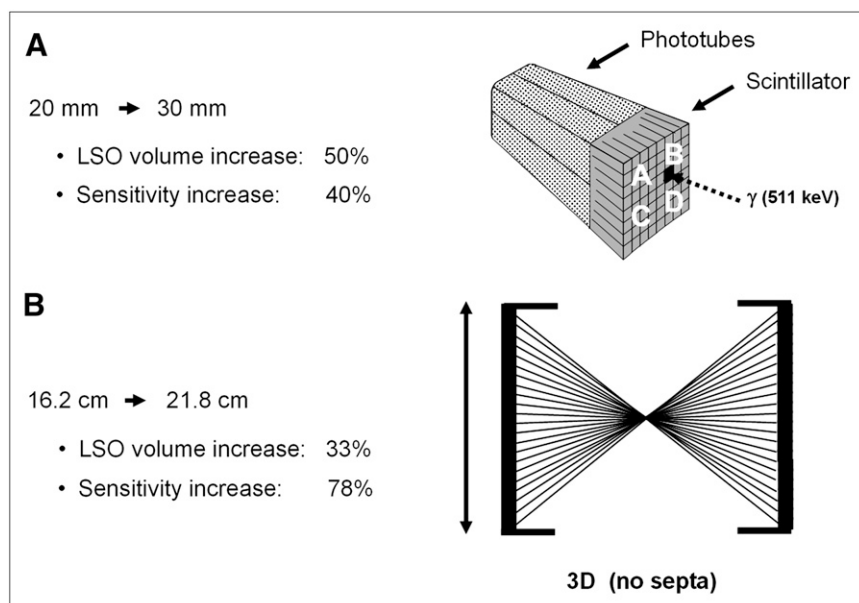 A
20 mm → 30 mm
• LSO volume increase: 50%
• Sensitivity increase: 40%
Phototubes
Scintillator
A
B
C
D
γ (511 keV)
B
16.2 cm → 21.8 cm
• LSO volume increase: 33%
• Sensitivity increase: 78%
3D (no septa)